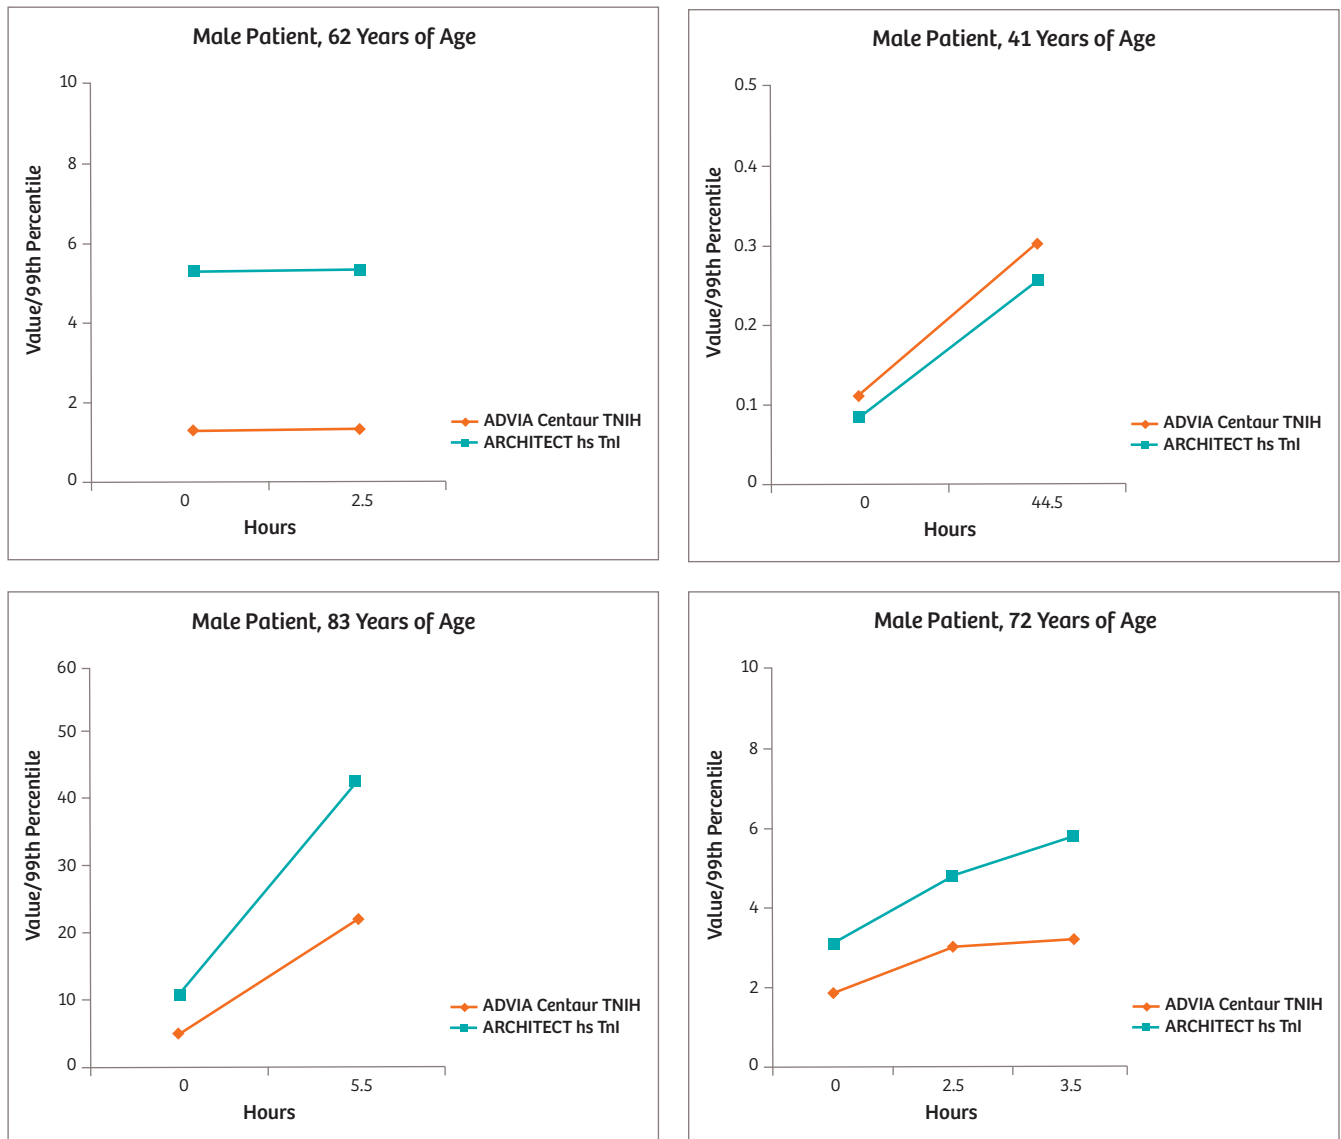 Male Patient, 62 Years of Age
Value/99th Percentile
10
8
6
4
2
0
0 2.5
Hours
ADVIA Centaur TNIH
ARCHITECT hs TnI
Male Patient, 41 Years of Age
Value/99th Percentile
0.5
0.4
0.3
0.2
0.1
0
0 44.5
Hours
ADVIA Centaur TNIH
ARCHITECT hs TnI
Male Patient, 83 Years of Age
Value/99th Percentile
60
50
40
30
20
10
0
0 5.5
Hours
ADVIA Centaur TNIH
ARCHITECT hs TnI
Male Patient, 72 Years of Age
Value/99th Percentile
10
8
6
4
2
0
0 2.5 3.5
Hours
ADVIA Centaur TNIH
ARCHITECT hs TnI